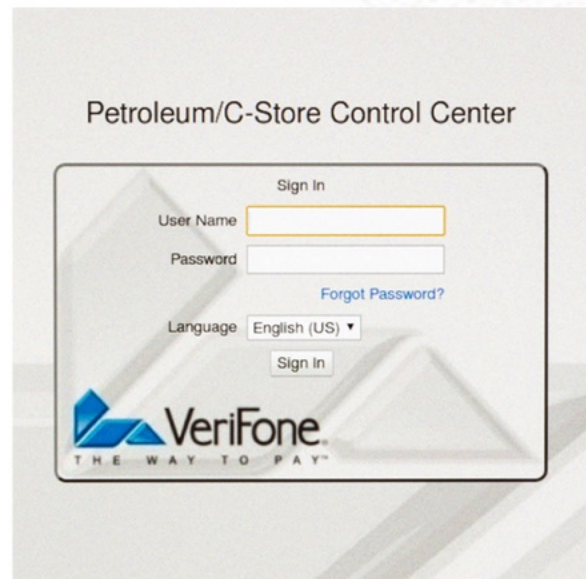 Petroleum/C-Store Control Center
Sign In
User Name
Password
Forgot Password?
Language English (US) ▼
Sign In
VeriFone®
THE WAY TO PAY™